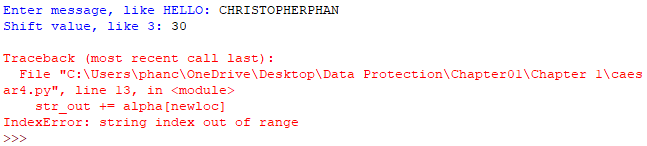 Enter message, like HELLO: CHRISTOPHERPHAN
Shift value, like 3: 30
Traceback (most recent call last):
  File "C:\Users\phanc\OneDrive\Desktop\Data Protection\Chapter01\Chapter 1\caes
ar4.py", line 13, in <module>
    str_out += alpha[newloc]
IndexError: string index out of range
>>>